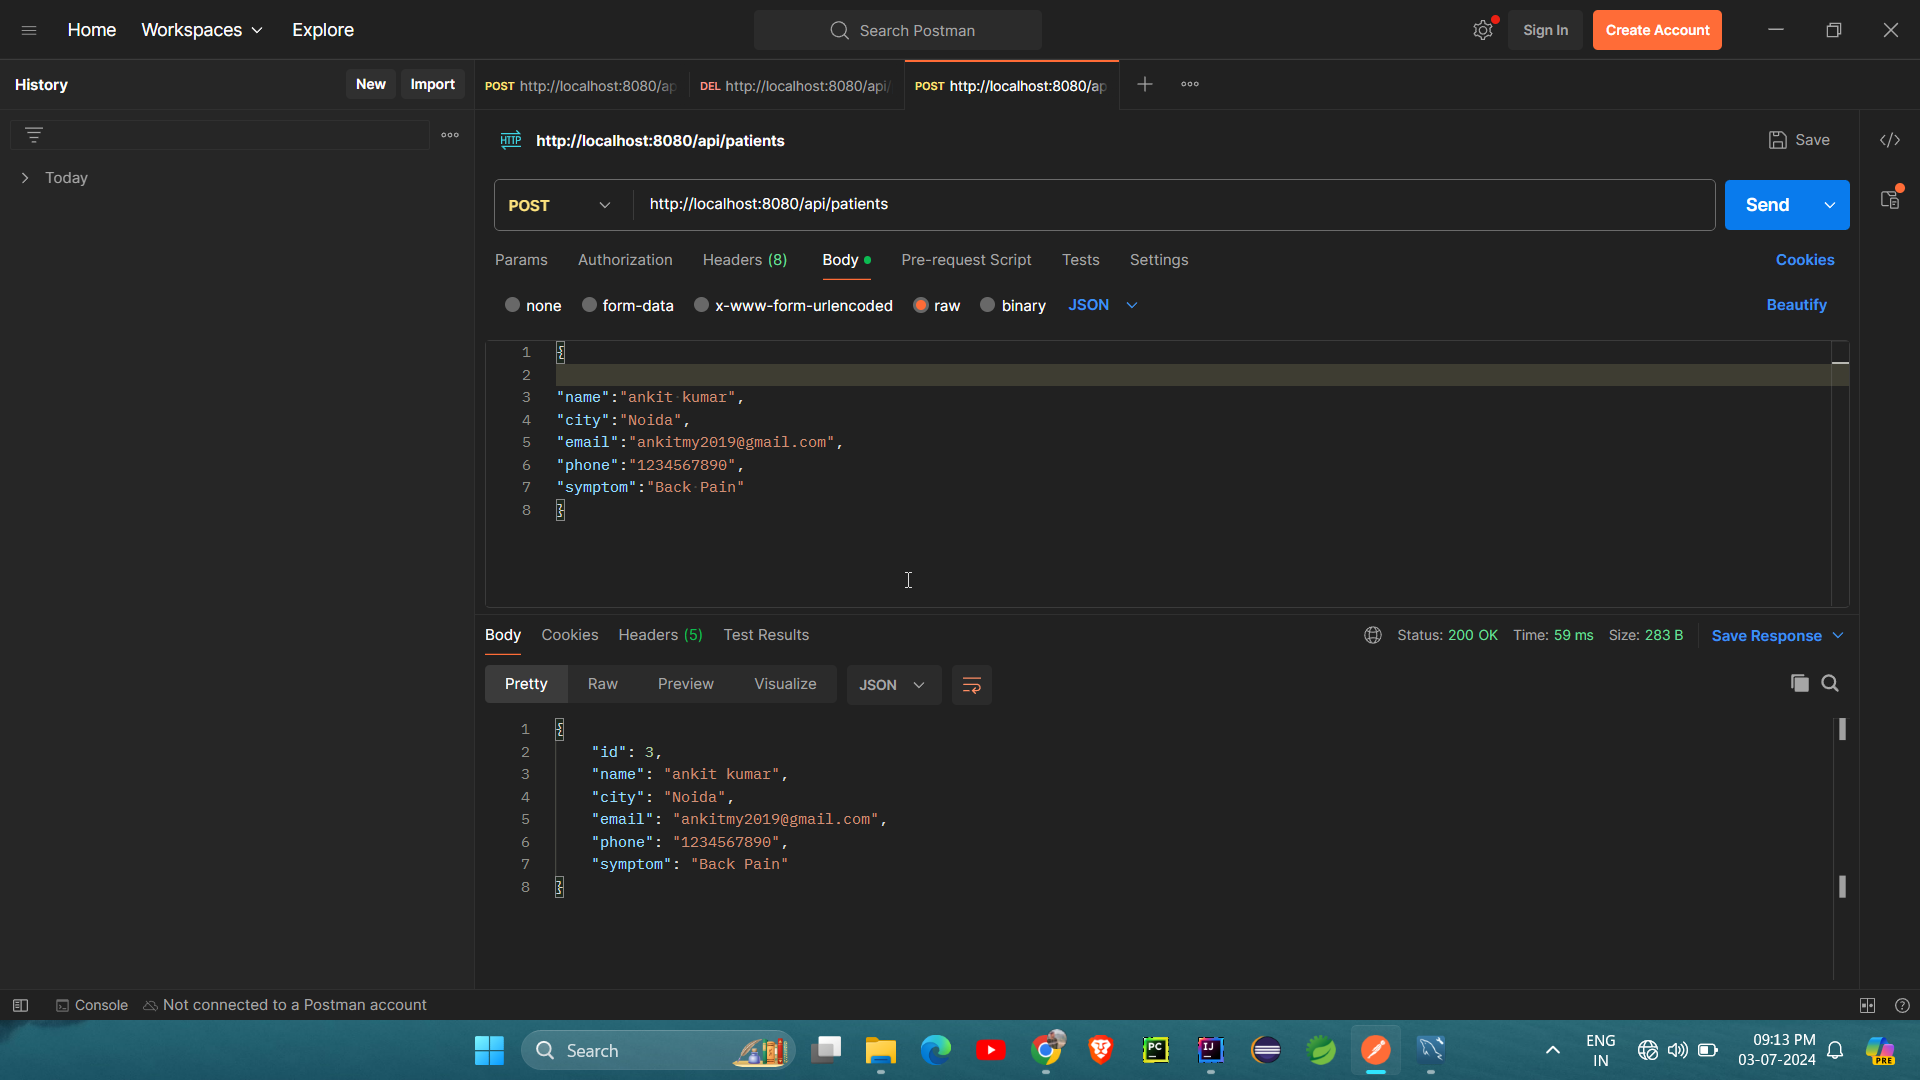 Home Workspaces Explore Search Postman Sign In Create Account
History New Import POST http://localhost:8080/ap DEL http://localhost:8080/api/ POST http://localhost:8080/ap
HTTP http://localhost:8080/api/patients Save
Today
POST http://localhost:8080/api/patients Send
Params Authorization Headers (8) Body Pre-request Script Tests Settings Cookies
none form-data x-www-form-urlencoded raw binary JSON Beautify
1 {
2
3 "name":"ankit kumar",
4 "city":"Noida",
5 "email":"ankitmy2019@gmail.com",
6 "phone":"1234567890",
7 "symptom":"Back Pain"
8 }
Body Cookies Headers (5) Test Results Status: 200 OK Time: 59 ms Size: 283 B Save Response
Pretty Raw Preview Visualize JSON
1 {
2 "id": 3,
3 "name": "ankit kumar",
4 "city": "Noida",
5 "email": "ankitmy2019@gmail.com",
6 "phone": "1234567890",
7 "symptom": "Back Pain"
8 }
Console Not connected to a Postman account
Search PC IJ ENG IN 09:13 PM 03-07-2024 PRE